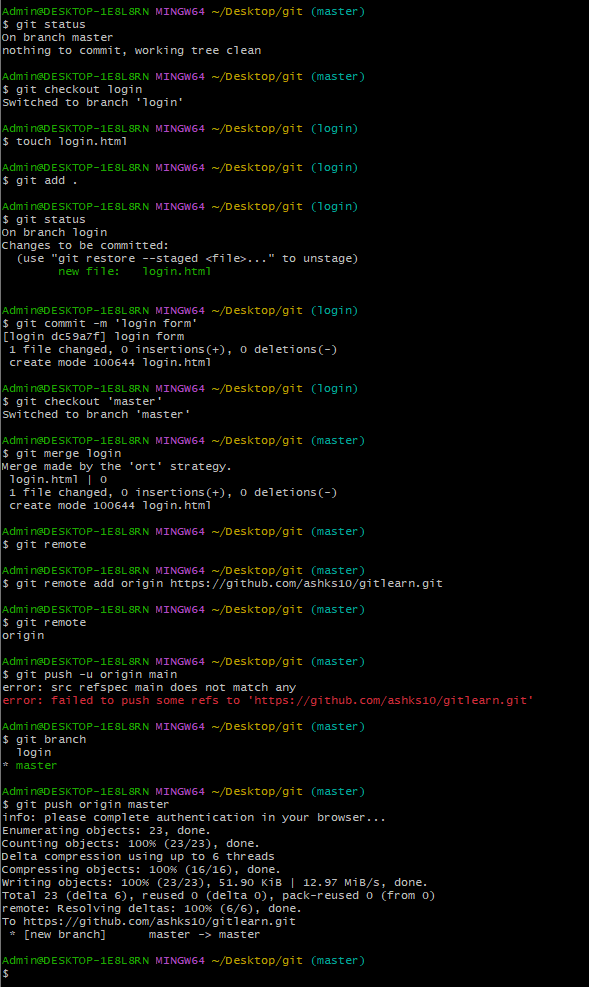 Admin@DESKTOP-1E8L8RN MINGW64 ~/Desktop/git (master)
$ git status
On branch master
nothing to commit, working tree clean
Admin@DESKTOP-1E8L8RN MINGW64 ~/Desktop/git (master)
$ git checkout login
Switched to branch 'login'
Admin@DESKTOP-1E8L8RN MINGW64 ~/Desktop/git (login)
$ touch login.html
Admin@DESKTOP-1E8L8RN MINGW64 ~/Desktop/git (login)
$ git add .
Admin@DESKTOP-1E8L8RN MINGW64 ~/Desktop/git (login)
$ git status
On branch login
Changes to be committed:
  (use "git restore --staged <file>..." to unstage)
        new file:   login.html
Admin@DESKTOP-1E8L8RN MINGW64 ~/Desktop/git (login)
$ git commit -m 'login form'
[login dc59a7f] login form
 1 file changed, 0 insertions(+), 0 deletions(-)
 create mode 100644 login.html
Admin@DESKTOP-1E8L8RN MINGW64 ~/Desktop/git (login)
$ git checkout 'master'
Switched to branch 'master'
Admin@DESKTOP-1E8L8RN MINGW64 ~/Desktop/git (master)
$ git merge login
Merge made by the 'ort' strategy.
 login.html | 0
 1 file changed, 0 insertions(+), 0 deletions(-)
 create mode 100644 login.html
Admin@DESKTOP-1E8L8RN MINGW64 ~/Desktop/git (master)
$ git remote
Admin@DESKTOP-1E8L8RN MINGW64 ~/Desktop/git (master)
$ git remote add origin https://github.com/ashks10/gitlearn.git
Admin@DESKTOP-1E8L8RN MINGW64 ~/Desktop/git (master)
$ git remote
origin
Admin@DESKTOP-1E8L8RN MINGW64 ~/Desktop/git (master)
$ git push -u origin main
error: src refspec main does not match any
error: failed to push some refs to 'https://github.com/ashks10/gitlearn.git'
Admin@DESKTOP-1E8L8RN MINGW64 ~/Desktop/git (master)
$ git branch
  login
* master
Admin@DESKTOP-1E8L8RN MINGW64 ~/Desktop/git (master)
$ git push origin master
info: please complete authentication in your browser...
Enumerating objects: 23, done.
Counting objects: 100% (23/23), done.
Delta compression using up to 6 threads
Compressing objects: 100% (16/16), done.
Writing objects: 100% (23/23), 51.90 KiB | 12.97 MiB/s, done.
Total 23 (delta 6), reused 0 (delta 0), pack-reused 0 (from 0)
remote: Resolving deltas: 100% (6/6), done.
To https://github.com/ashks10/gitlearn.git
 * [new branch]      master -> master
Admin@DESKTOP-1E8L8RN MINGW64 ~/Desktop/git (master)
$